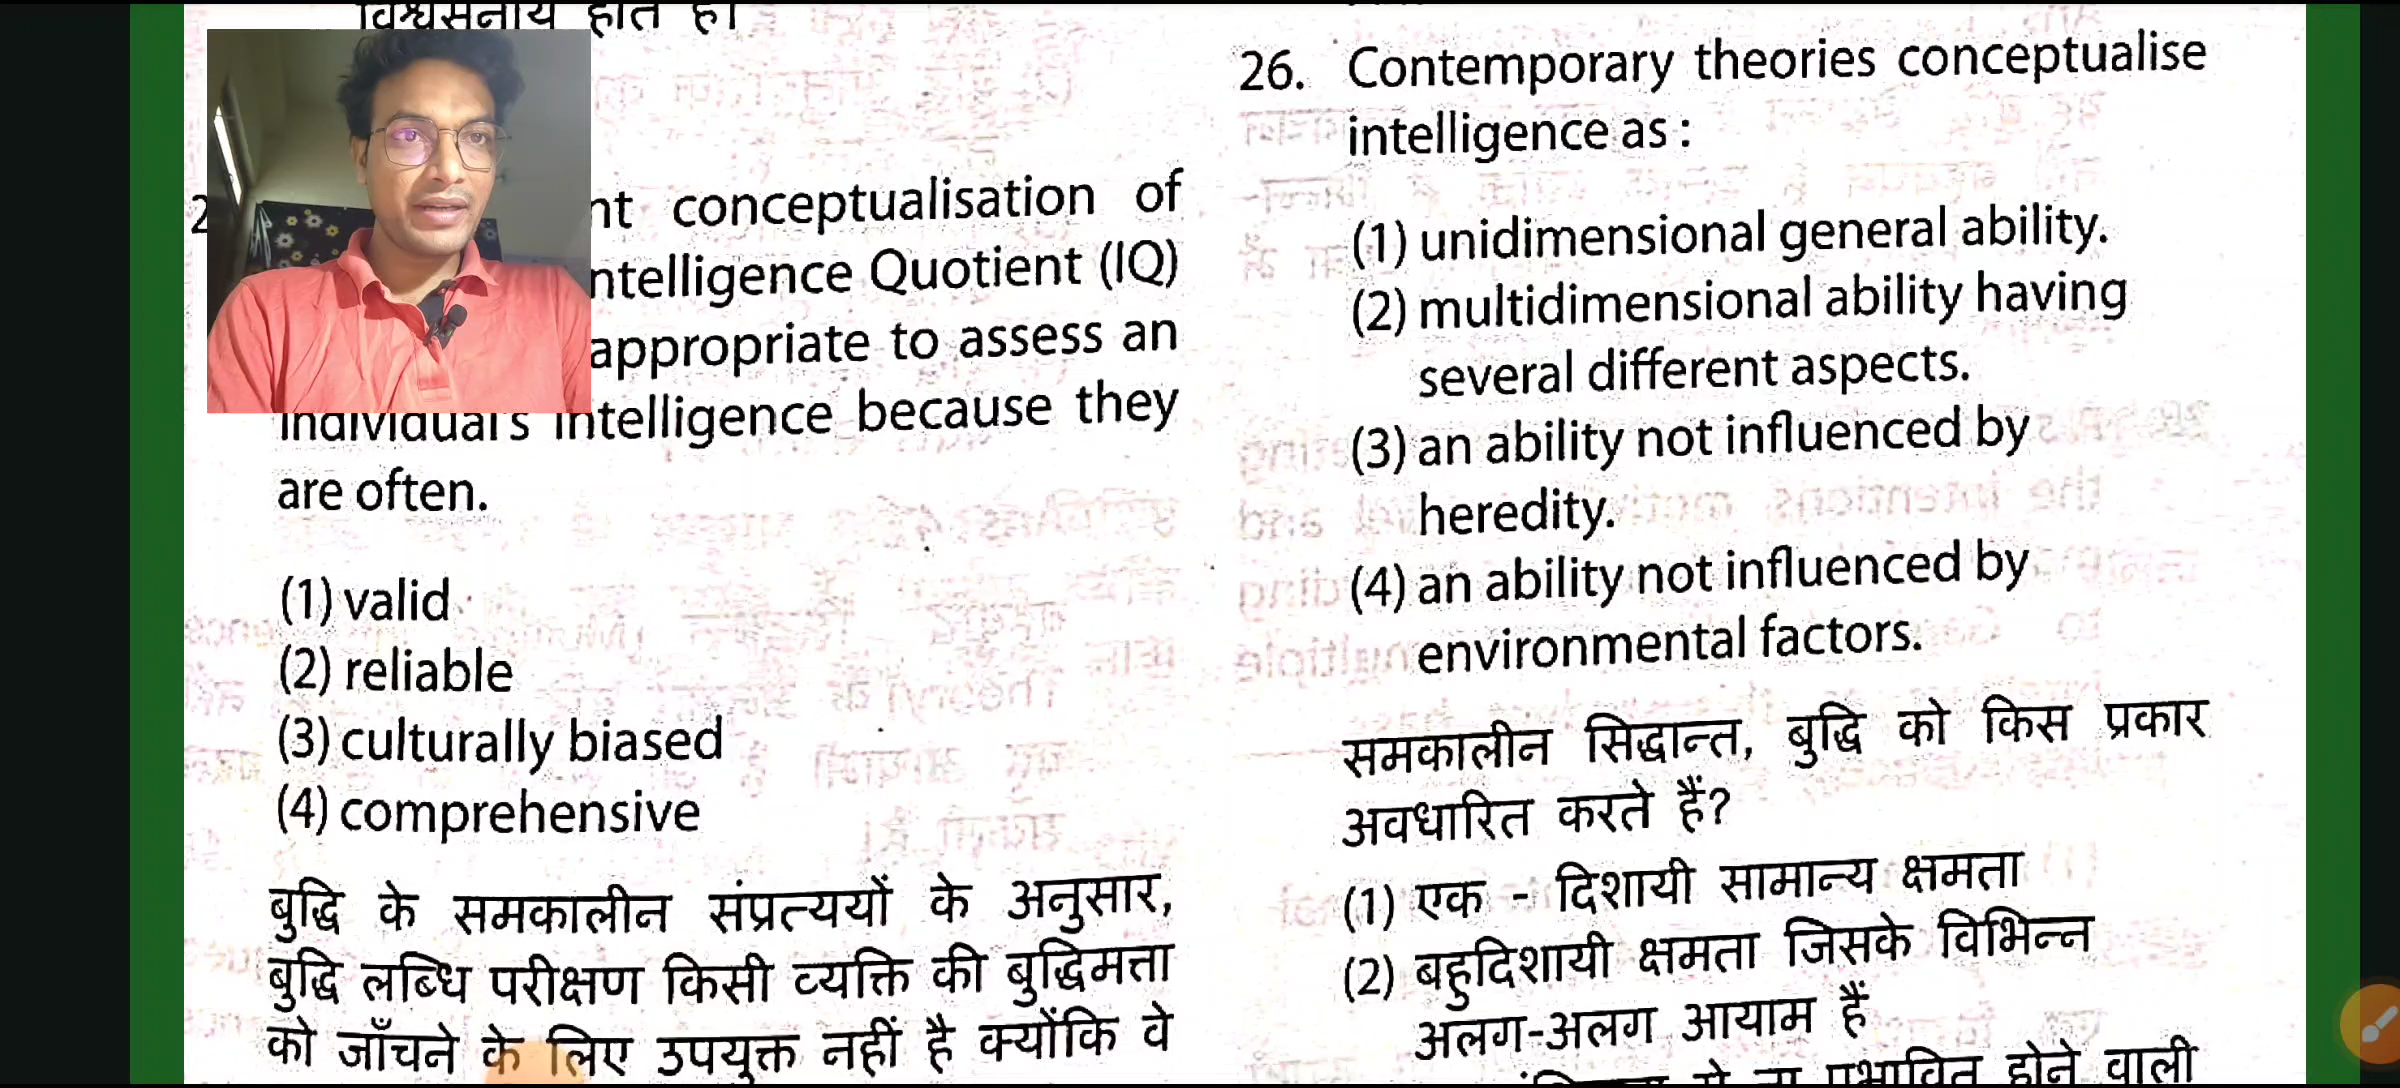 विश्वसनीय होते हैं।
2
nt conceptualisation of
ntelligence Quotient (IQ)
appropriate to assess an
individual's intelligence because they
are often.
(1) valid
(2) reliable
(3) culturally biased
(4) comprehensive
बुद्धि के समकालीन संप्रत्ययों के अनुसार,
बुद्धि लब्धि परीक्षण किसी व्यक्ति की बुद्धिमत्ता
को जाँचने के लिए उपयुक्त नहीं है क्योंकि वे
26. Contemporary theories conceptualise
intelligence as :
(1) unidimensional general ability.
(2) multidimensional ability having
several different aspects.
(3) an ability not influenced by
heredity.
(4) an ability not influenced by
environmental factors.
समकालीन सिद्धान्त, बुद्धि को किस प्रकार
अवधारित करते हैं?
(1) एक - दिशायी सामान्य क्षमता
(2) बहुदिशायी क्षमता जिसके विभिन्न
अलग-अलग आयाम हैं
से ना प्रभावित होने वाली